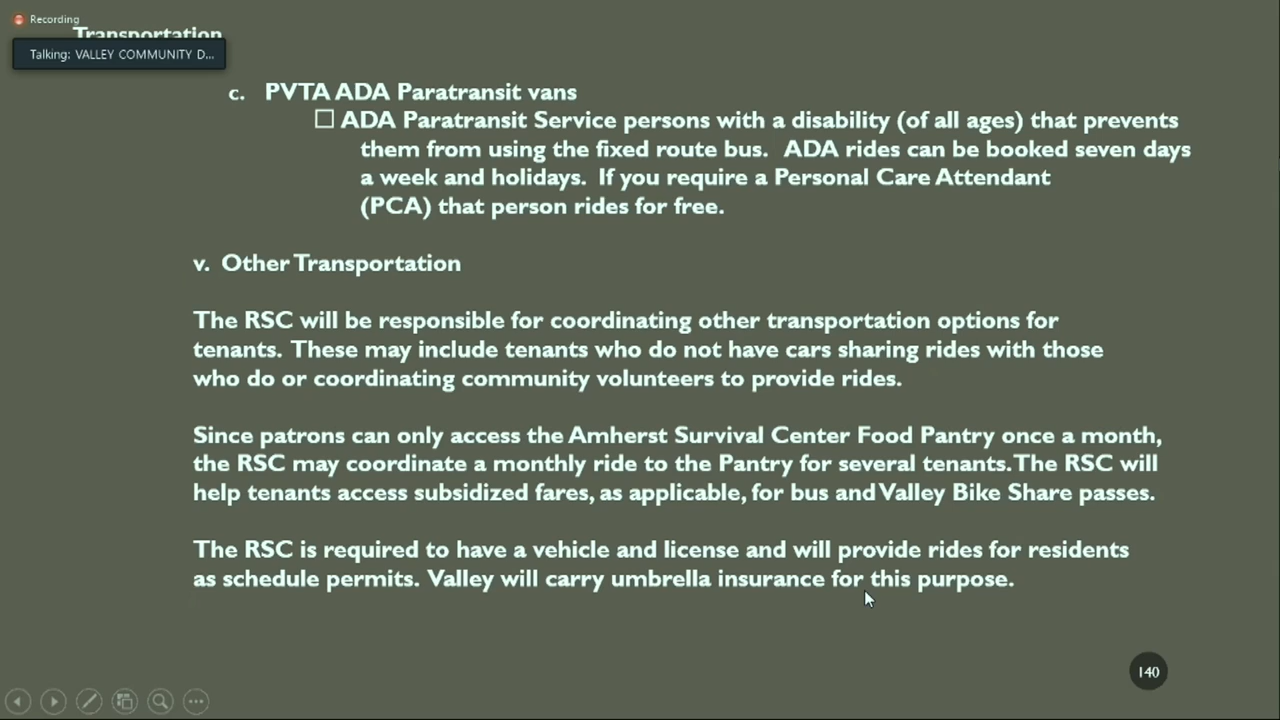 Recording
Transportation
Talking: VALLEY COMMUNITY D...
c. PVTA ADA Paratransit vans
☐ ADA Paratransit Service persons with a disability (of all ages) that prevents
them from using the fixed route bus. ADA rides can be booked seven days
a week and holidays. If you require a Personal Care Attendant
(PCA) that person rides for free.
v. Other Transportation
The RSC will be responsible for coordinating other transportation options for
tenants. These may include tenants who do not have cars sharing rides with those
who do or coordinating community volunteers to provide rides.
Since patrons can only access the Amherst Survival Center Food Pantry once a month,
the RSC may coordinate a monthly ride to the Pantry for several tenants. The RSC will
help tenants access subsidized fares, as applicable, for bus and Valley Bike Share passes.
The RSC is required to have a vehicle and license and will provide rides for residents
as schedule permits. Valley will carry umbrella insurance for this purpose.
140